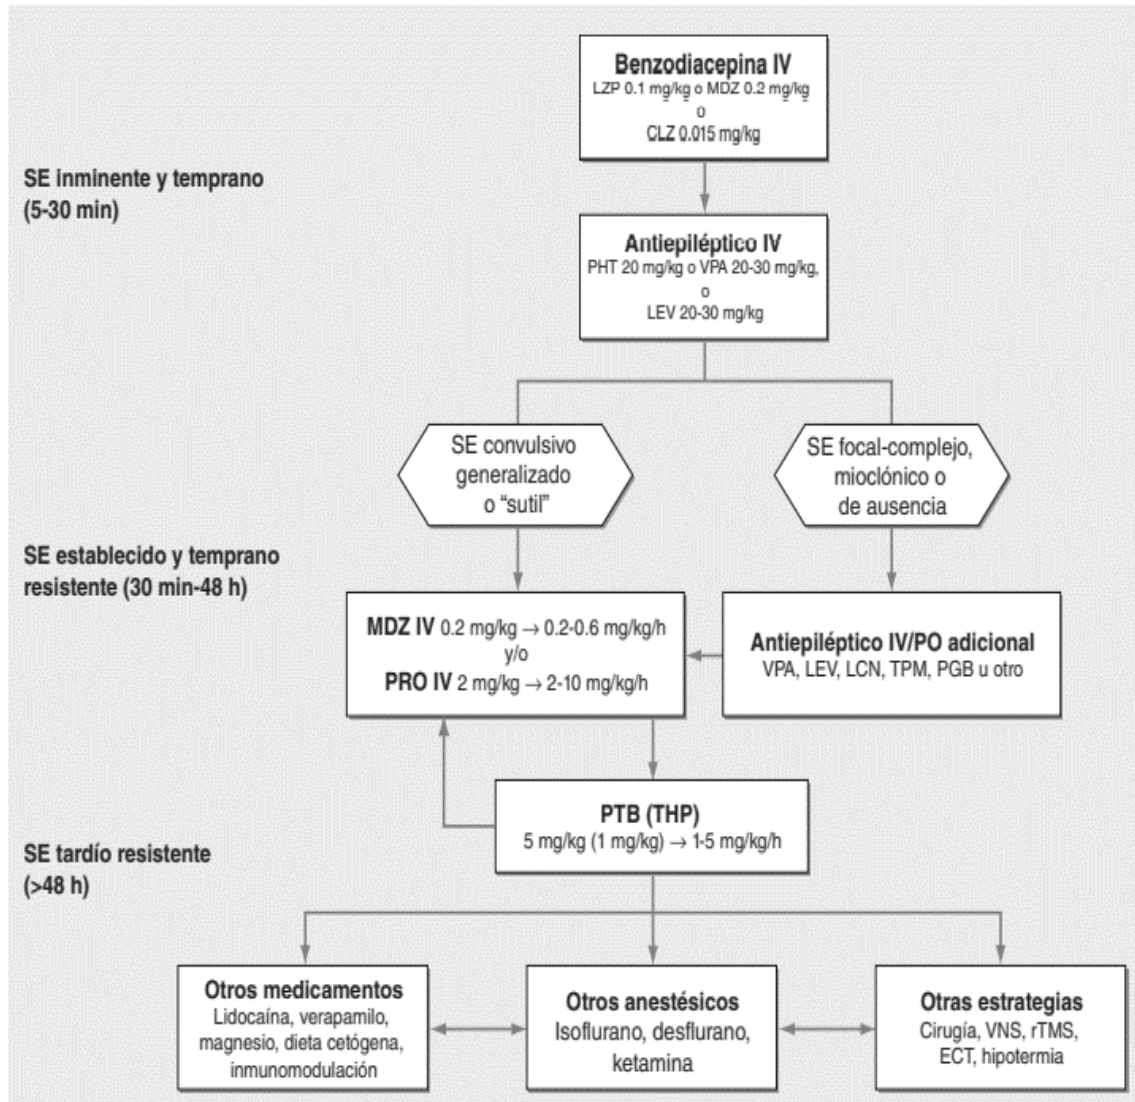 Benzodiacepina IV
LZP 0.1 mg/kg o MDZ 0.2 mg/kg
o
CLZ 0.015 mg/kg
SE inminente y temprano
(5-30 min)
Antiepiléptico IV
PHT 20 mg/kg o VPA 20-30 mg/kg,
o
LEV 20-30 mg/kg
SE convulsivo
generalizado
o “sutil”
SE focal-complejo,
mioclónico o
de ausencia
SE establecido y temprano
resistente (30 min-48 h)
MDZ IV 0.2 mg/kg → 0.2-0.6 mg/kg/h
y/o
PRO IV 2 mg/kg → 2-10 mg/kg/h
Antiepiléptico IV/PO adicional
VPA, LEV, LCN, TPM, PGB u otro
PTB (THP)
5 mg/kg (1 mg/kg) → 1-5 mg/kg/h
SE tardío resistente
(>48 h)
Otros medicamentos
Lidocaína, verapamilo,
magnesio, dieta cetógena,
inmunomodulación
Otros anestésicos
Isoflurano, desflurano,
ketamina
Otras estrategias
Cirugía, VNS, rTMS,
ECT, hipotermia